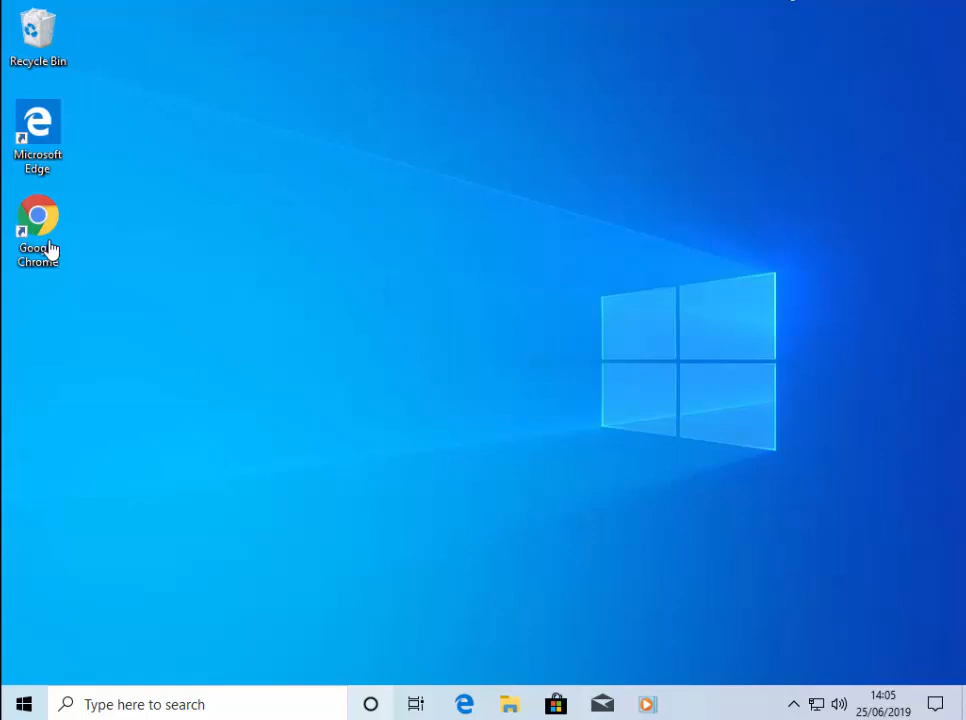 Recycle Bin
Microsoft
Edge
Google
Chrome
Type here to search
14:05
25/06/2019